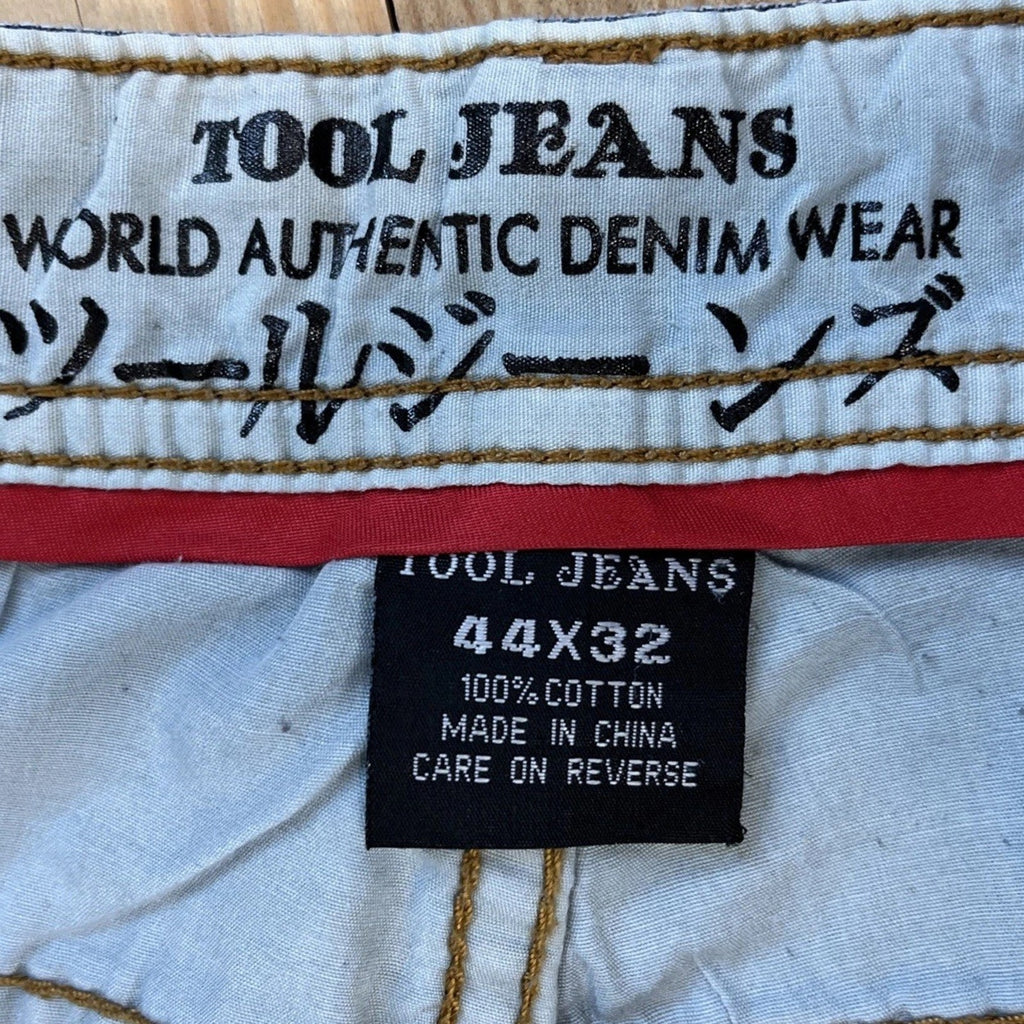 TOOL JEANS
WORLD AUTHENTIC DENIM WEAR
ツールジーンズ
TOOL JEANS
44X32
100% COTTON
MADE IN CHINA
CARE ON REVERSE